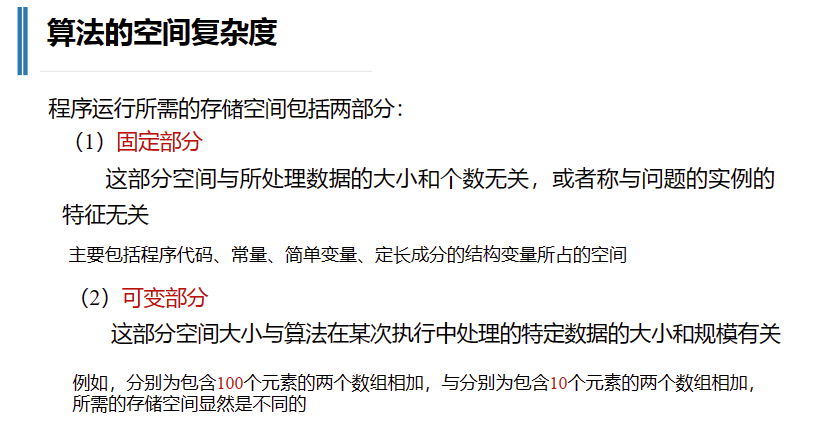 算法的空间复杂度
程序运行所需的存储空间包括两部分：
（1）固定部分
这部分空间与所处理数据的大小和个数无关，或者称与问题的实例的
特征无关
主要包括程序代码、常量、简单变量、定长成分的结构变量所占的空间
（2）可变部分
这部分空间大小与算法在某次执行中处理的特定数据的大小和规模有关
例如，分别为包含100个元素的两个数组相加，与分别为包含10个元素的两个数组相加，
所需的存储空间显然是不同的